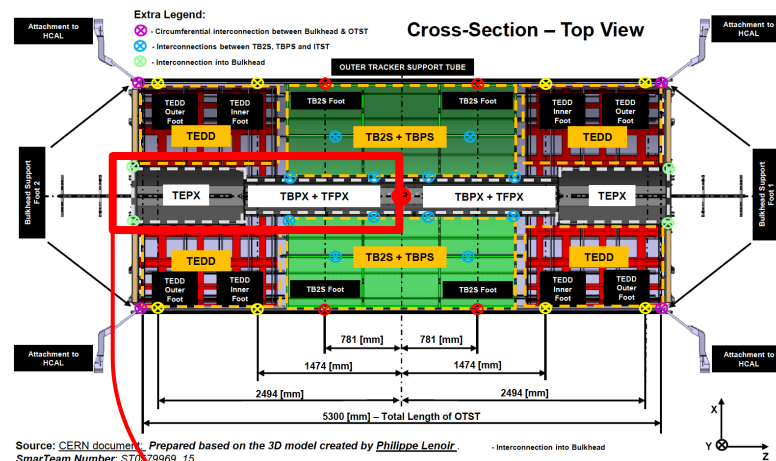 Extra Legend:
- Circumferential interconnection between Bulkhead & OTST
- Interconnections between TB2S, TBPS and ITST
- Interconnection into Bulkhead
Cross-Section – Top View
Attachment to
HCAL
Attachment to
HCAL
OUTER TRACKER SUPPORT TUBE
TEDD
Outer
Foot
TEDD
Inner
Foot
TB2S Foot
TB2S Foot
TEDD
Inner
Foot
TEDD
Outer
Foot
TEDD
TB2S + TBPS
TEDD
Bulkhead Support
Foot 2
TEPX
TBPX + TFPX
TBPX + TFPX
TEPX
Bulkhead Support
Foot 1
TEDD
TB2S + TBPS
TEDD
TEDD
Outer
Foot
TEDD
Inner
Foot
TB2S Foot
TB2S Foot
TEDD
Inner
Foot
TEDD
Outer
Foot
Attachment to
HCAL
Attachment to
HCAL
781 [mm]
781 [mm]
1474 [mm]
1474 [mm]
2494 [mm]
2494 [mm]
5300 [mm] – Total Length of OTST
X
Y
Z
Source: CERN document: Prepared based on the 3D model created by Philippe Lenoir .
- Interconnection into Bulkhead
SmarTeam Number: